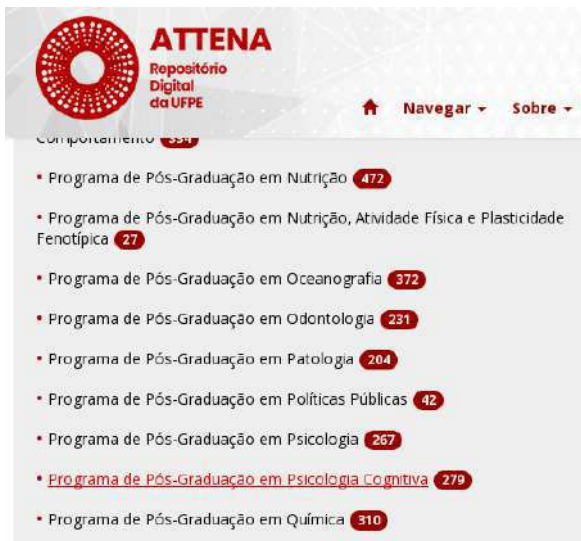 ATTENA
Repositório
Digital
da UFPE
Navegar
Sobre
Comportamento 334
• Programa de Pós-Graduação em Nutrição 472
• Programa de Pós-Graduação em Nutrição, Atividade Física e Plasticidade
Fenotípica 27
• Programa de Pós-Graduação em Oceanografia 372
• Programa de Pós-Graduação em Odontologia 231
• Programa de Pós-Graduação em Patologia 204
• Programa de Pós-Graduação em Políticas Públicas 42
• Programa de Pós-Graduação em Psicologia 267
• Programa de Pós-Graduação em Psicologia Cognitiva 279
• Programa de Pós-Graduação em Química 310